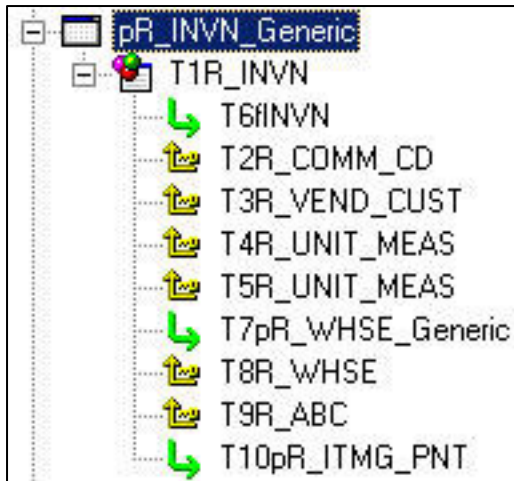 pR_INVN_Generic
T1R_INVN
T6fINVN
T2R_COMM_CD
T3R_VEND_CUST
T4R_UNIT_MEAS
T5R_UNIT_MEAS
T7pR_WHSE_Generic
T8R_WHSE
T9R_ABC
T10pR_ITMG_PNT